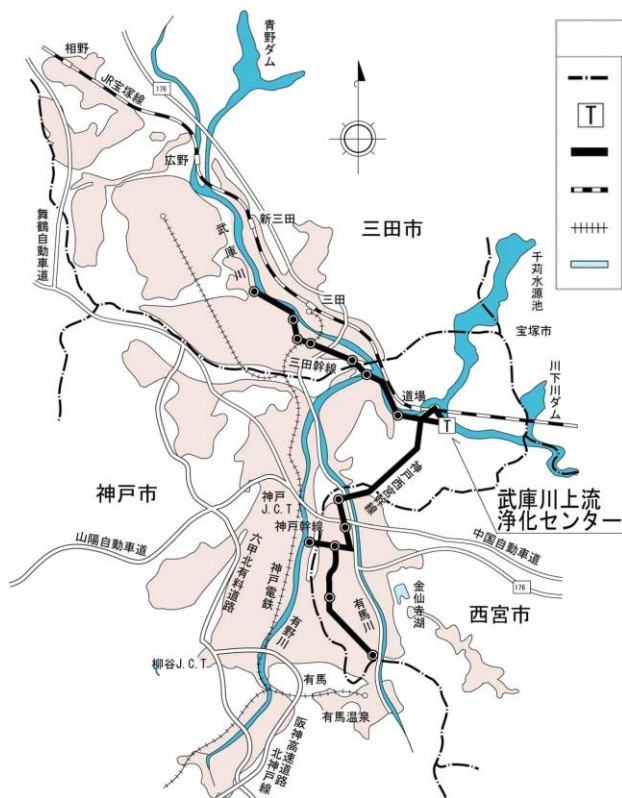 相野
JR宝塚線
176
青野ダム
広野
新三田
三田市
武庫川
舞鶴自動車道
三田
千苅水源池
宝塚市
三田幹線
道場
川下川ダム
T
T
神戸西宮幹線
神戸市
神戸
J.C.T
武庫川上流
浄化センター
神戸幹線
山陽自動車道
中国自動車道
六甲北有料道路
神戸電鉄
有野川
有馬川
金仙寺湖
176
西宮市
柳谷J.C.T
有馬
有馬温泉
阪神高速道路
北神戸線